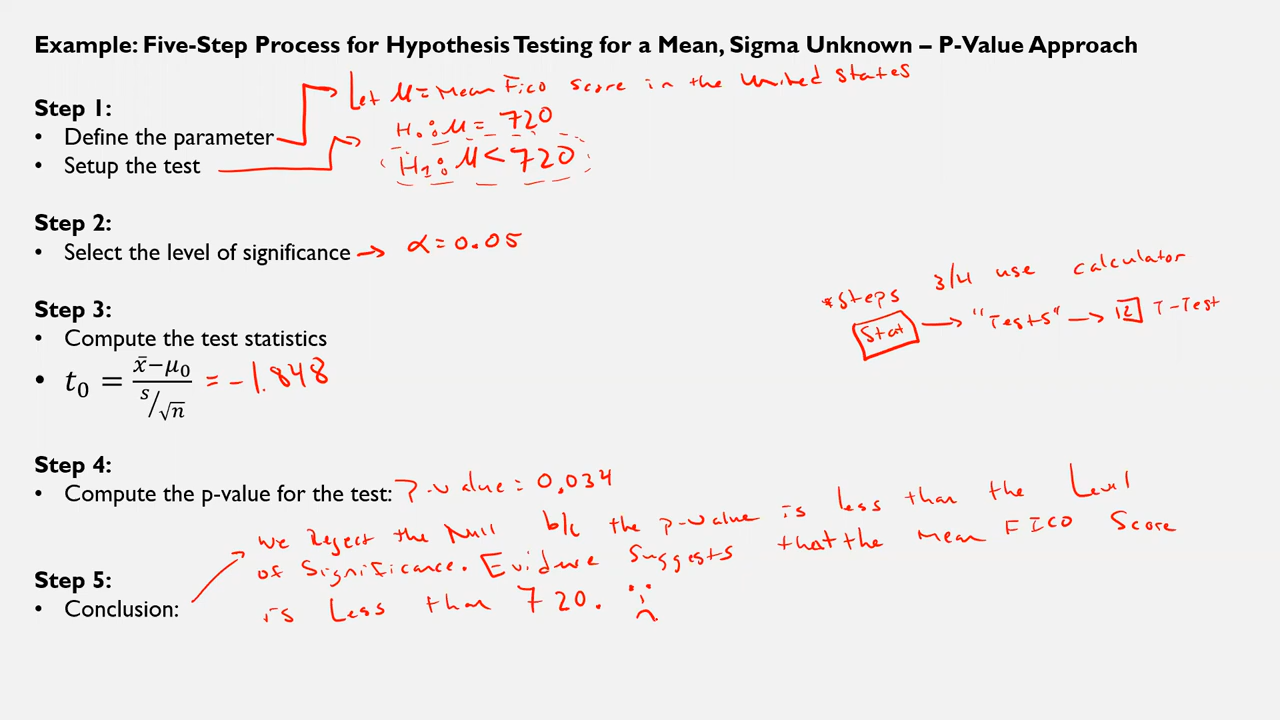 Example: Five-Step Process for Hypothesis Testing for a Mean, Sigma Unknown – P-Value Approach
Let μ = Mean Fico Score in the United States
Step 1:
• Define the parameter
H₀: μ = 720
• Setup the test
H₁: μ < 720
Step 2:
• Select the level of significance → α = 0.05
*Steps 3/4 use calculator
Stat → "Tests" → 2 T-Test
Step 3:
• Compute the test statistics
• t₀ = (x̄ − μ₀)/(s/√n) = −1.848
Step 4:
• Compute the p-value for the test: P-value = 0.034
We Reject the Null b/c the p-value is less than the Level
of Significance. Evidence Suggests that the mean FICO Score
is Less than 720.
Step 5:
• Conclusion: